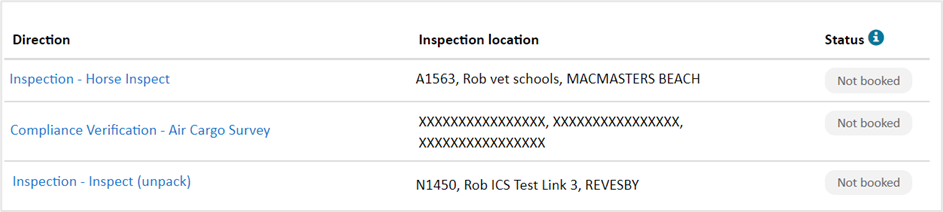 Direction Inspection location Status
Inspection - Horse Inspect A1563, Rob vet schools, MACMASTERS BEACH Not booked
Compliance Verification - Air Cargo Survey XXXXXXXXXXXXXXXX, XXXXXXXXXXXXXXXX, Not booked
XXXXXXXXXXXXXXXX
Inspection - Inspect (unpack) N1450, Rob ICS Test Link 3, REVESBY Not booked